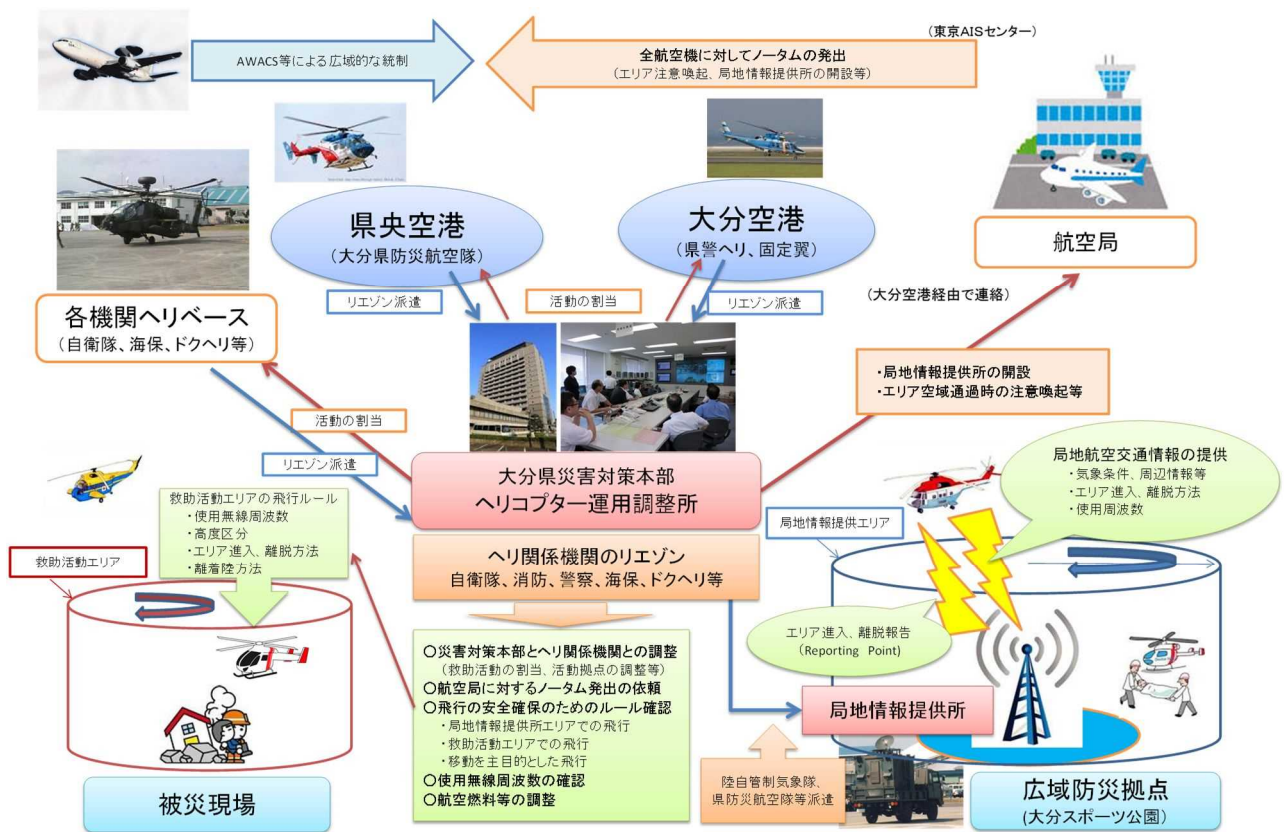 (東京AISセンター)
AWACS等による広域的な統制
全航空機に対してノータムの発出
(エリア注意喚起、局地情報提供所の開設等)
県央空港
(大分県防災航空隊)
大分空港
(県警ヘリ、固定翼)
航空局
リエゾン派遣
活動の割当
リエゾン派遣
(大分空港経由で連絡)
各機関ヘリベース
(自衛隊、海保、ドクヘリ等)
・局地情報提供所の開設
・エリア空域通過時の注意喚起等
活動の割当
リエゾン派遣
大分県災害対策本部
ヘリコプター運用調整所
局地航空交通情報の提供
・気象条件、周辺情報等
・エリア進入、離脱方法
・使用周波数
救助活動エリアの飛行ルール
・使用無線周波数
・高度区分
・エリア進入、離脱方法
・離着陸方法
局地情報提供エリア
救助活動エリア
ヘリ関係機関のリエゾン
自衛隊、消防、警察、海保、ドクヘリ等
エリア進入、離脱報告
(Reporting Point)
○災害対策本部とヘリ関係機関との調整
(救助活動の割当、活動拠点の調整等)
○航空局に対するノータム発出の依頼
○飛行の安全確保のためのルール確認
・局地情報提供所エリアでの飛行
・救助活動エリアでの飛行
・移動を主目的とした飛行
○使用無線周波数の確認
○航空燃料等の調整
局地情報提供所
陸自管制気象隊、
県防災航空隊等派遣
被災現場
広域防災拠点
(大分スポーツ公園)